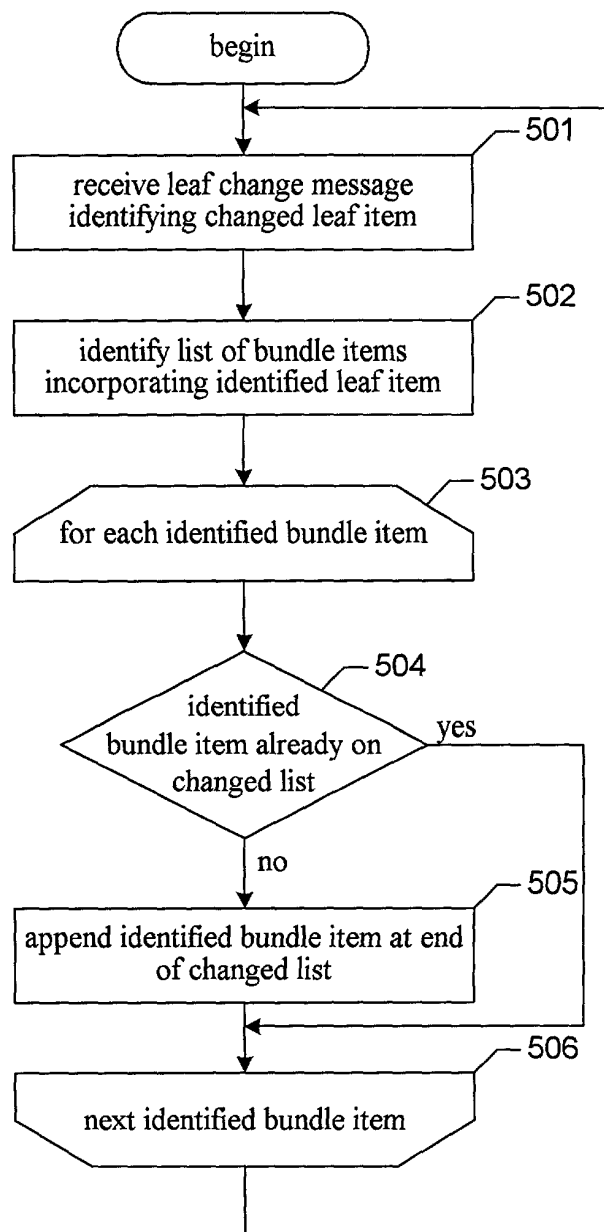 begin
501
receive leaf change message
identifying changed leaf item
502
identify list of bundle items
incorporating identified leaf item
503
for each identified bundle item
504
identified
bundle item already on
changed list
yes
no
505
append identified bundle item at end
of changed list
506
next identified bundle item